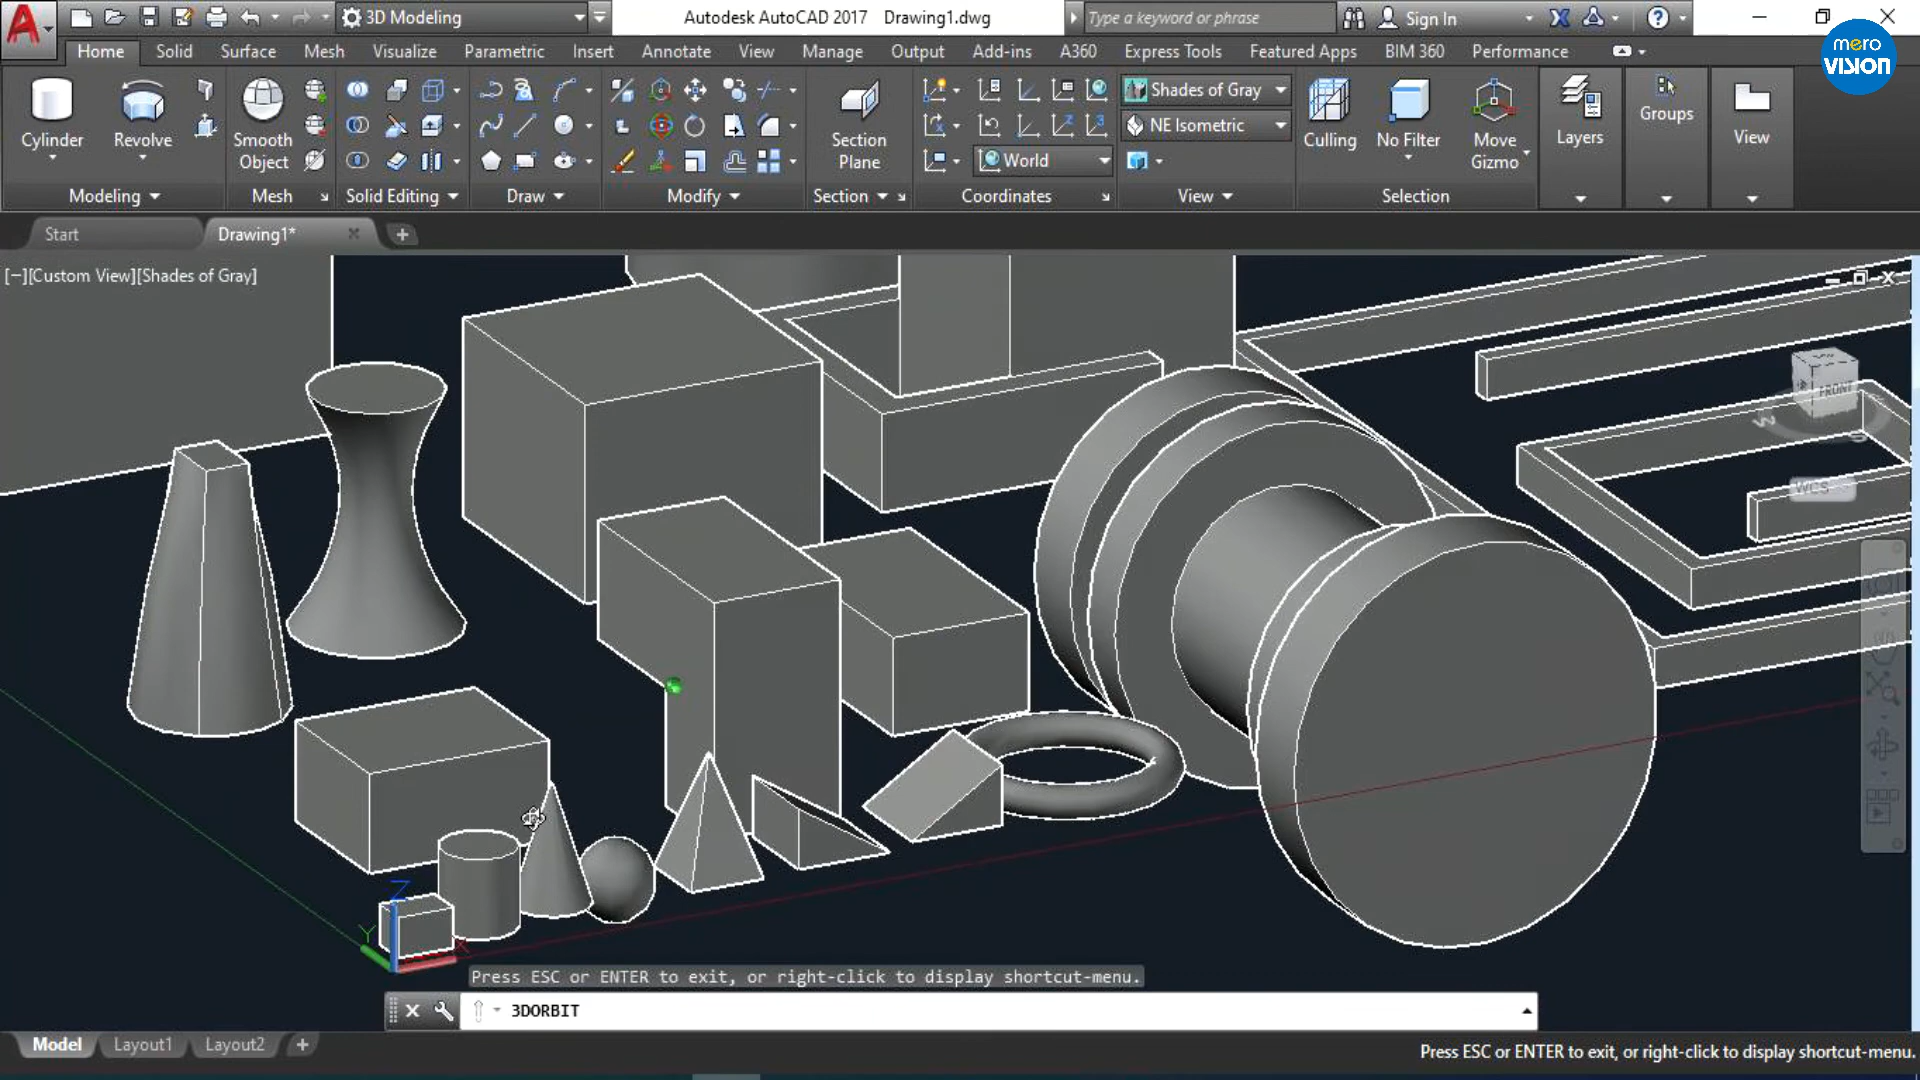 3D Modeling
Autodesk AutoCAD 2017 Drawing1.dwg
Type a keyword or phrase
Sign In
mero
VISION
Home Solid Surface Mesh Visualize Parametric Insert Annotate View Manage Output Add-ins A360 Express Tools Featured Apps BIM 360 Performance
Cylinder
Revolve
Smooth
Object
Section
Plane
Shades of Gray
NE Isometric
World
Culling
No Filter
Move
Gizmo
Layers
Groups
View
Modeling
Mesh
Solid Editing
Draw
Modify
Section
Coordinates
View
Selection
Start
Drawing1*
[−][Custom View][Shades of Gray]
FRONT
W
WCS
Z
Y
X
Press ESC or ENTER to exit, or right-click to display shortcut-menu.
3DORBIT
Model Layout1 Layout2
Press ESC or ENTER to exit, or right-click to display shortcut-menu.